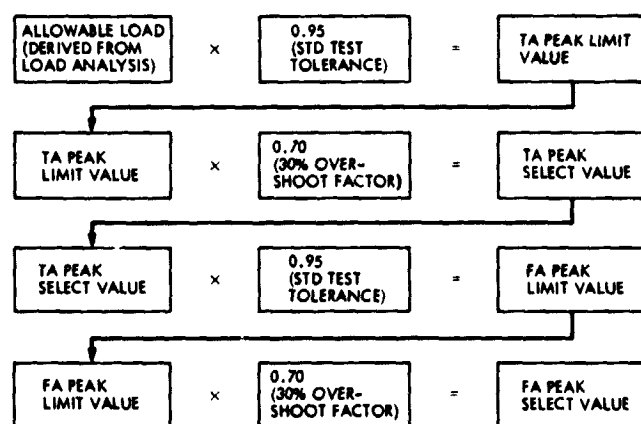 ALLOWABLE LOAD
(DERIVED FROM
LOAD ANALYSIS)
×
0.95
(STD TEST
TOLERANCE)
=
TA PEAK LIMIT
VALUE
TA PEAK
LIMIT VALUE
×
0.70
(30% OVER-
SHOOT FACTOR)
=
TA PEAK
SELECT VALUE
TA PEAK
SELECT VALUE
×
0.95
(STD TEST
TOLERANCE)
=
FA PEAK
LIMIT VALUE
FA PEAK
LIMIT VALUE
×
0.70
(30% OVER-
SHOOT FACTOR)
=
FA PEAK
SELECT VALUE